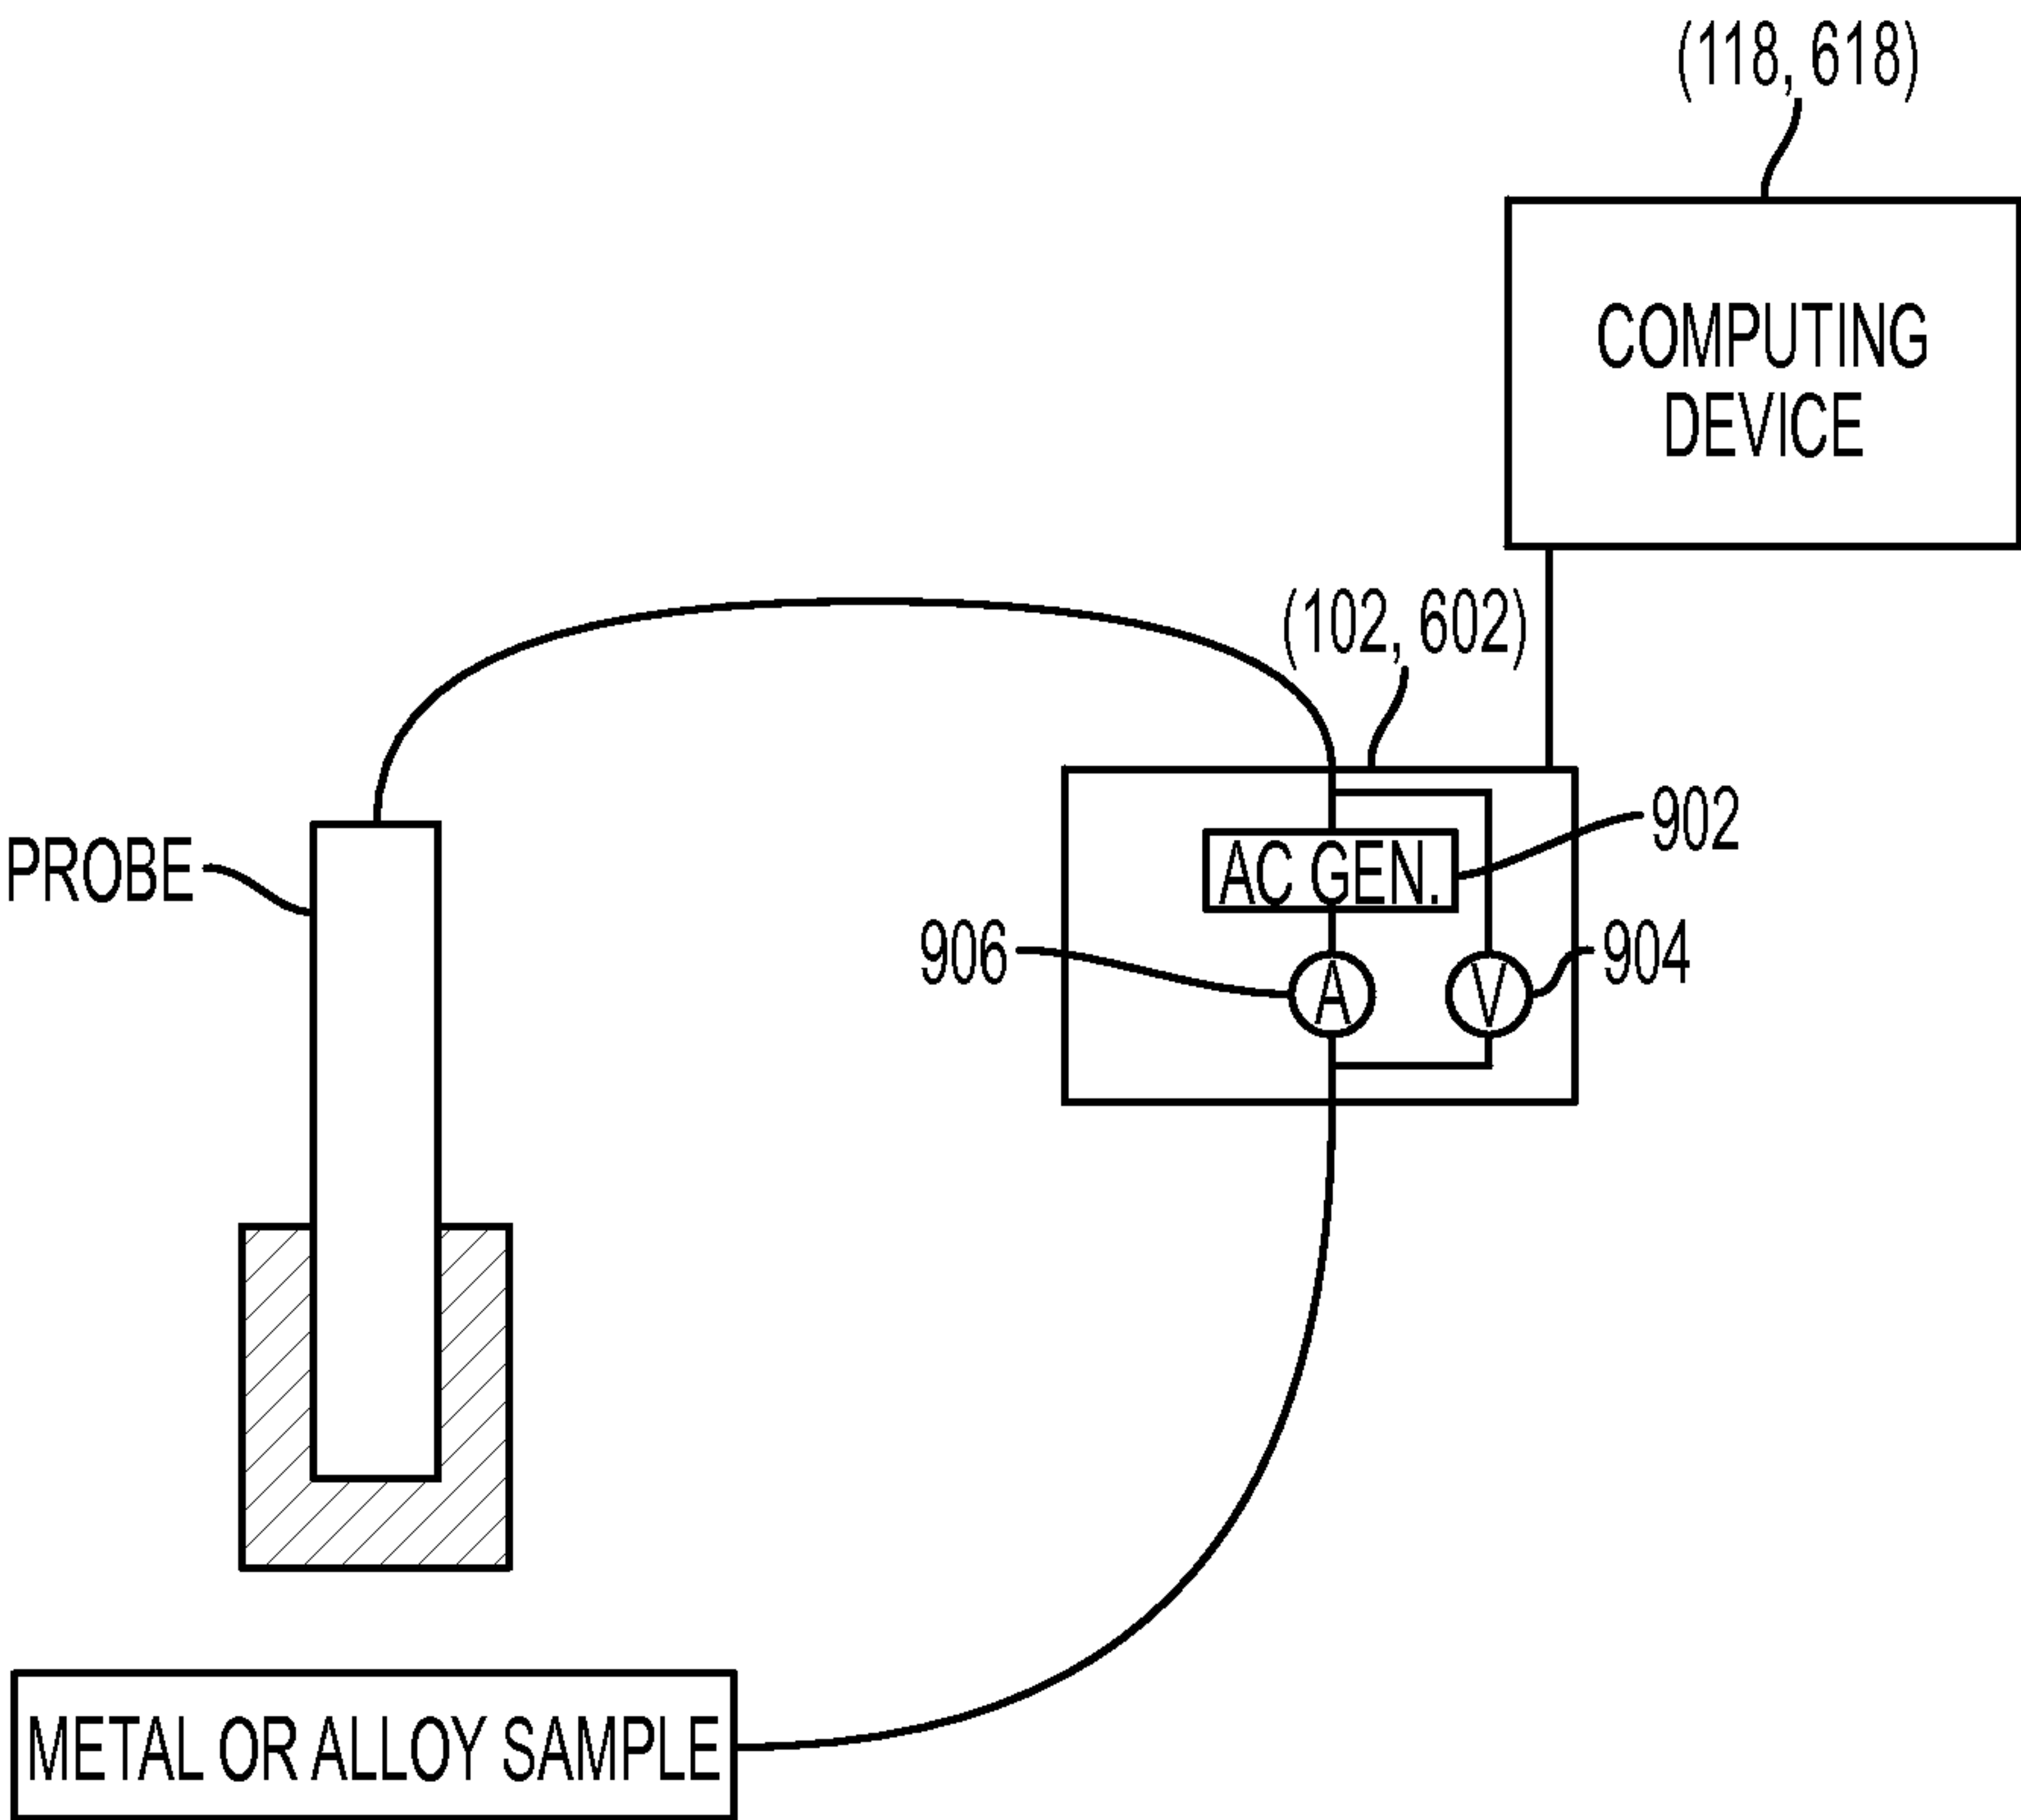 (118, 618)
COMPUTING
DEVICE
(102, 602)
902
PROBE
AC GEN.
906
904
A
V
METAL OR ALLOY SAMPLE